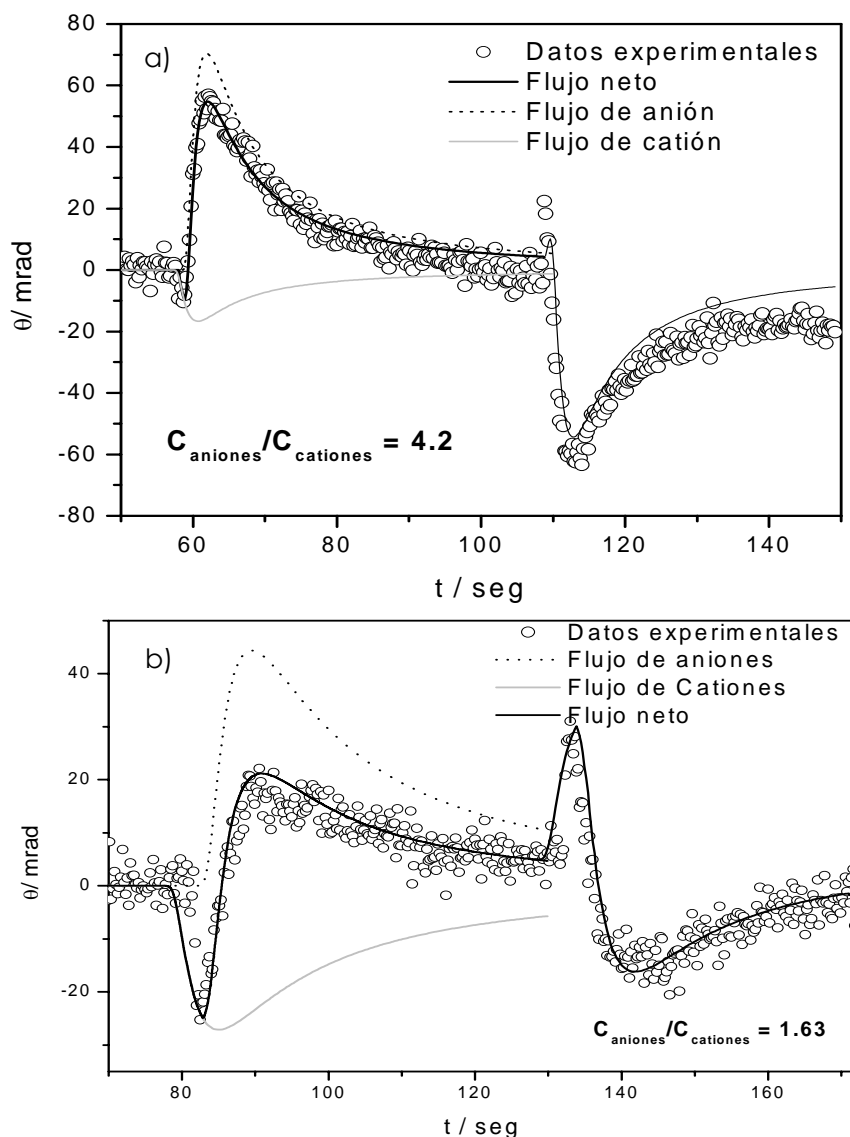 a)
Datos experimentales
Flujo neto
Flujo de anión
Flujo de catión
80
60
40
20
0
-20
-40
-60
-80
θ/ mrad
C aniones/C cationes = 4.2
60 80 100 120 140
t / seg
b)
Datos experimentales
Flujo de aniones
Flujo de Cationes
Flujo neto
40
20
0
-20
θ/ mrad
C aniones/C cationes = 1.63
80 100 120 140 160
t / seg